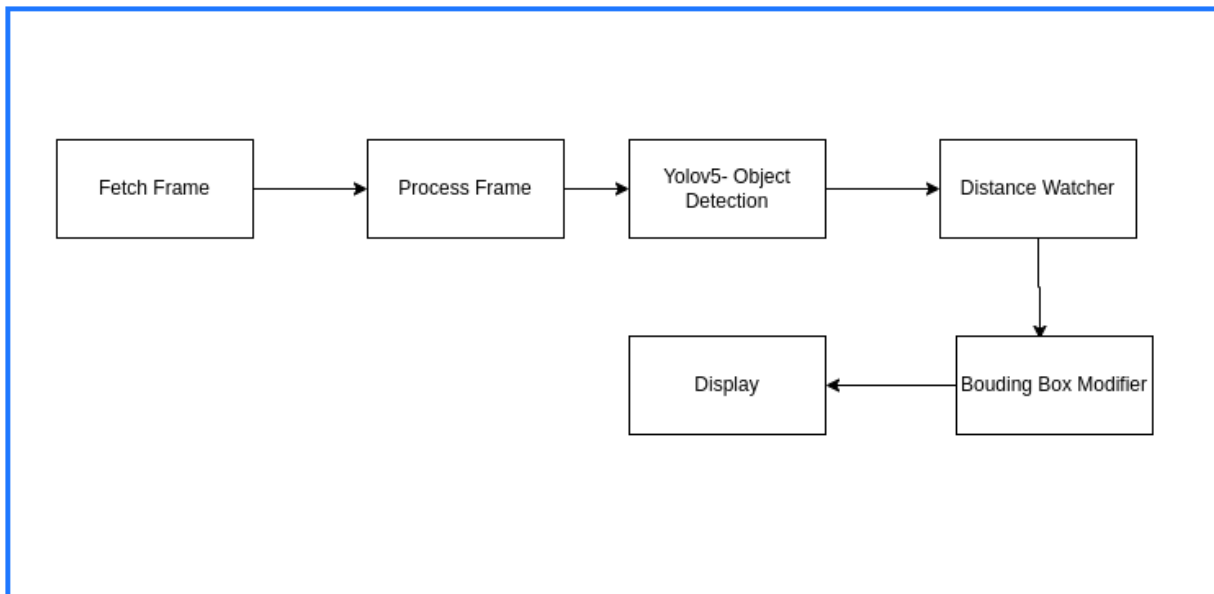 Fetch Frame
Process Frame
Yolov5- Object
Detection
Distance Watcher
Display
Bouding Box Modifier